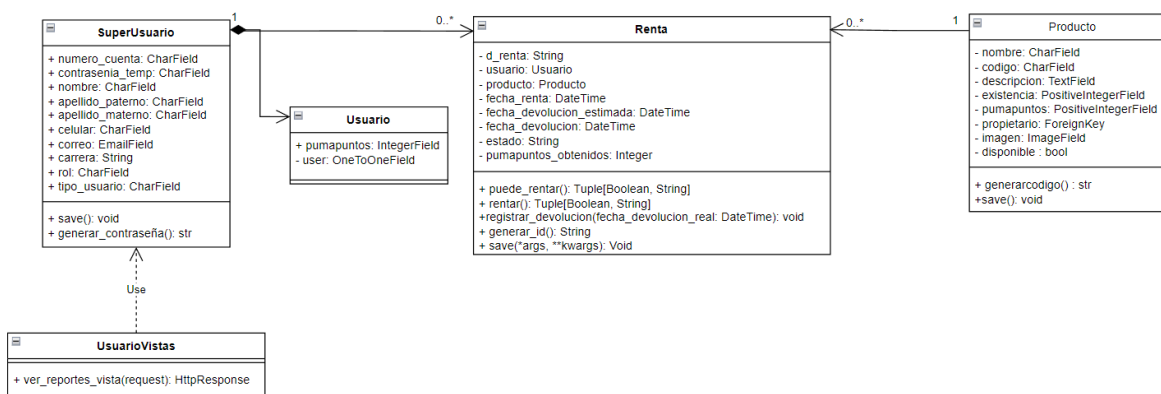 SuperUsuario
+ numero_cuenta: CharField
+ contrasenia_temp: CharField
+ nombre: CharField
+ apellido_paterno: CharField
+ apellido_materno: CharField
+ celular: CharField
+ correo: EmailField
+ carrera: String
+ rol: CharField
+ tipo_usuario: CharField
+ save(): void
+ generar_contraseña(): str
1
0..*
Usuario
+ pumapuntos: IntegerField
- user: OneToOneField
Renta
- d_renta: String
- usuario: Usuario
- producto: Producto
- fecha_renta: DateTime
- fecha_devolucion_estimada: DateTime
- fecha_devolucion: DateTime
- estado: String
- pumapuntos_obtenidos: Integer
+ puede_rentar(): Tuple[Boolean, String]
+ rentar(): Tuple[Boolean, String]
+registrar_devolucion(fecha_devolucion_real: DateTime): void
+ generar_id(): String
+ save(*args, **kwargs): Void
0..*
1
Producto
- nombre: CharField
- codigo: CharField
- descripcion: TextField
- existencia: PositiveIntegerField
- pumapuntos: PositiveIntegerField
- propietario: ForeignKey
- imagen: ImageField
- disponible : bool
+ generarcodigo() : str
+save(): void
Use
UsuarioVistas
+ ver_reportes_vista(request): HttpResponse